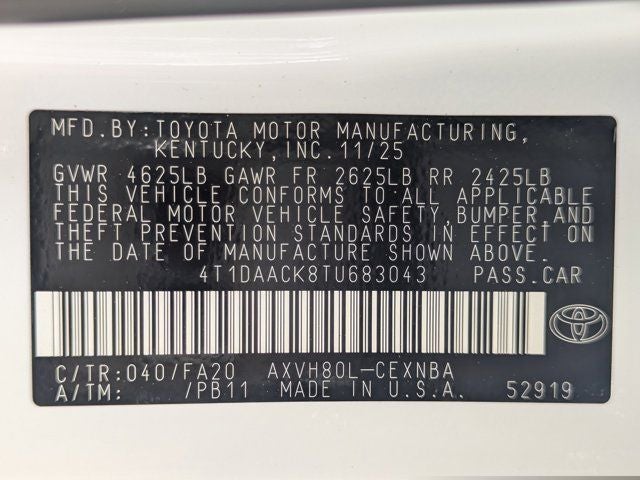 MFD.BY:TOYOTA MOTOR MANUFACTURING,
KENTUCKY,INC.11/25
GVWR 4625LB GAWR FR 2625LB RR 2425LB
THIS VEHICLE CONFORMS TO ALL APPLICABLE
FEDERAL MOTOR VEHICLE SAFETY,BUMPER,AND
THEFT PREVENTION STANDARDS IN EFFECT ON
THE DATE OF MANUFACTURE SHOWN ABOVE.
4T1DAACK8TU683043 PASS.CAR
C/TR:040/FA20 AXVH80L-CEXNBA
A/TM: /PB11 MADE IN U.S.A. 52919